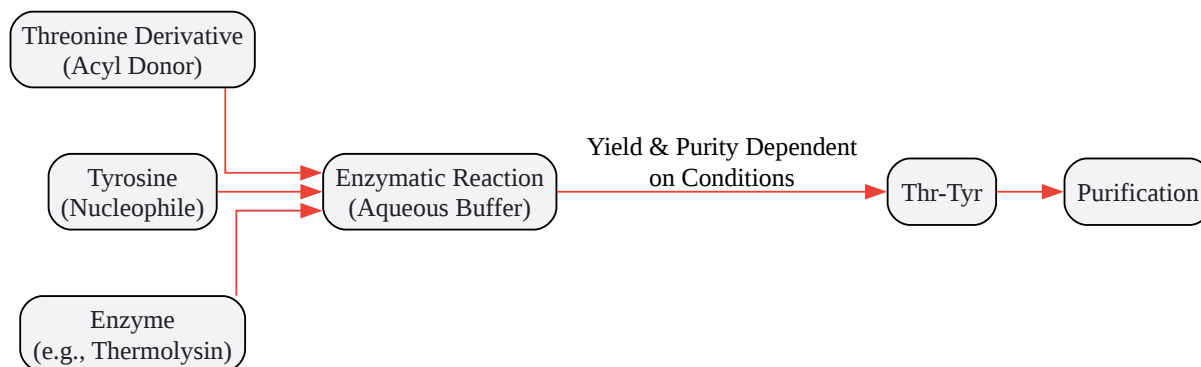 Threonine Derivative
(Acyl Donor)
Tyrosine
(Nucleophile)
Enzyme
(e.g., Thermolysin)
Enzymatic Reaction
(Aqueous Buffer)
Yield & Purity Dependent
on Conditions
Thr-Tyr
Purification